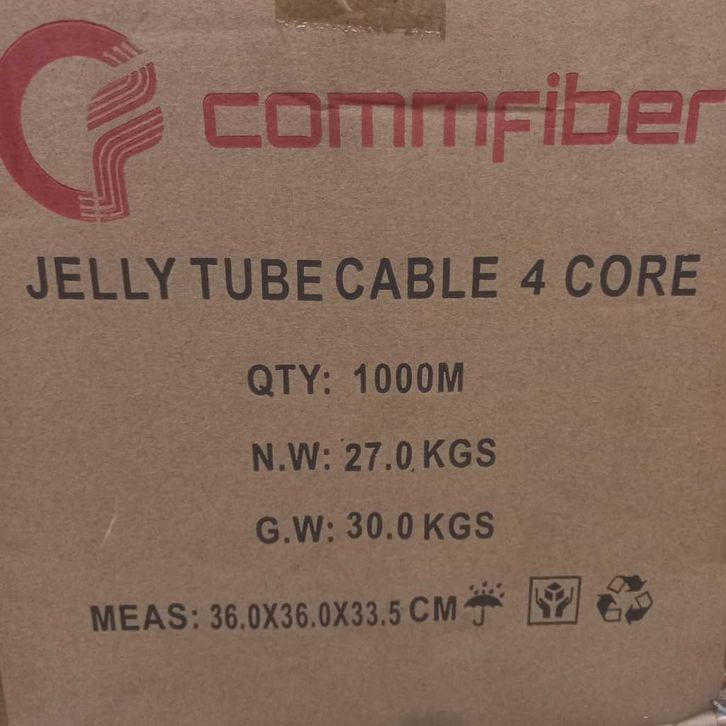 commfiber
JELLY TUBE CABLE 4 CORE
QTY: 1000M
N.W: 27.0 KGS
G.W: 30.0 KGS
MEAS: 36.0X36.0X33.5 CM